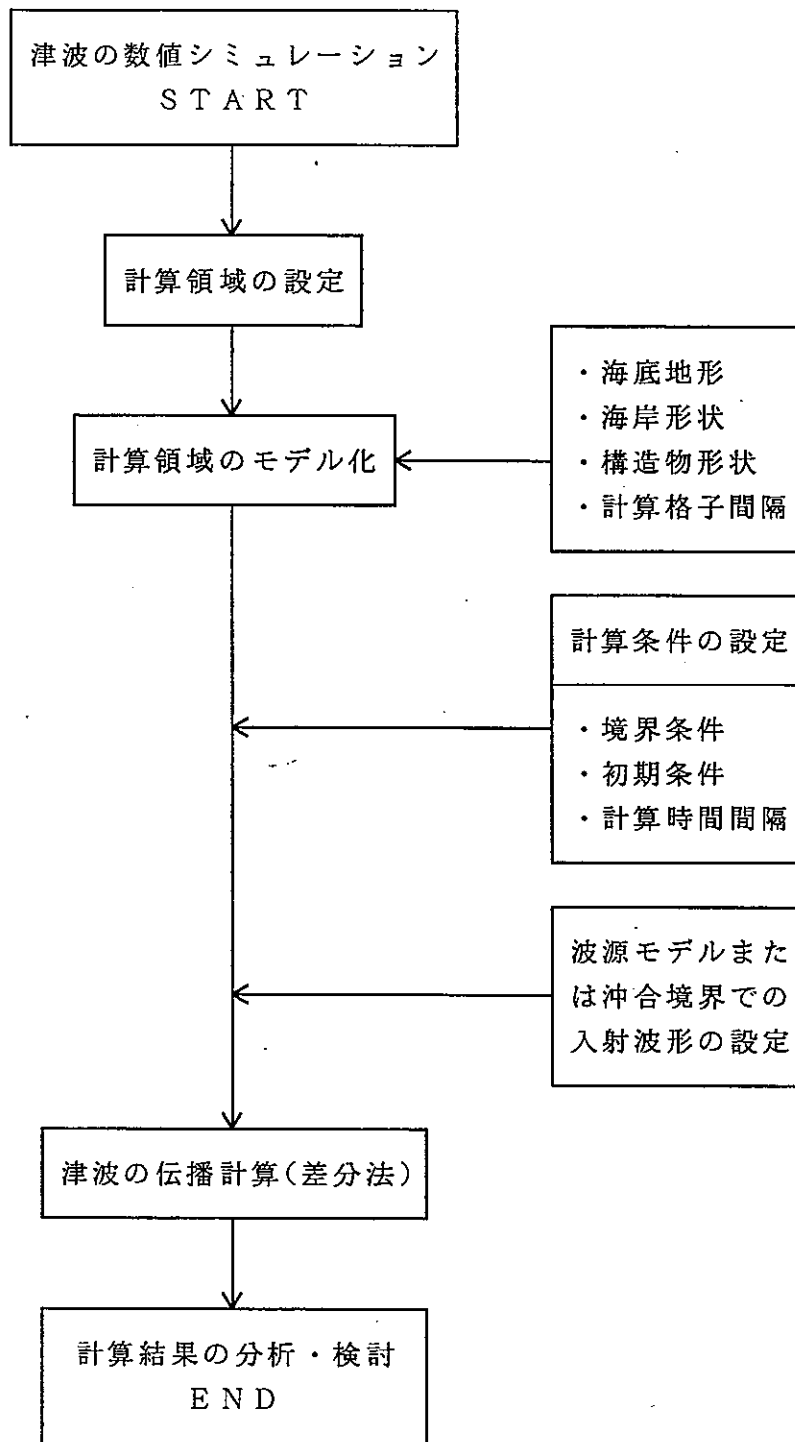 津波の数値シミュレーション
ＳＴＡＲＴ
計算領域の設定
計算領域のモデル化
・海底地形
・海岸形状
・構造物形状
・計算格子間隔
計算条件の設定
・境界条件
・初期条件
・計算時間間隔
波源モデルまた
は沖合境界での
入射波形の設定
津波の伝播計算（差分法）
計算結果の分析・検討
ＥＮＤ